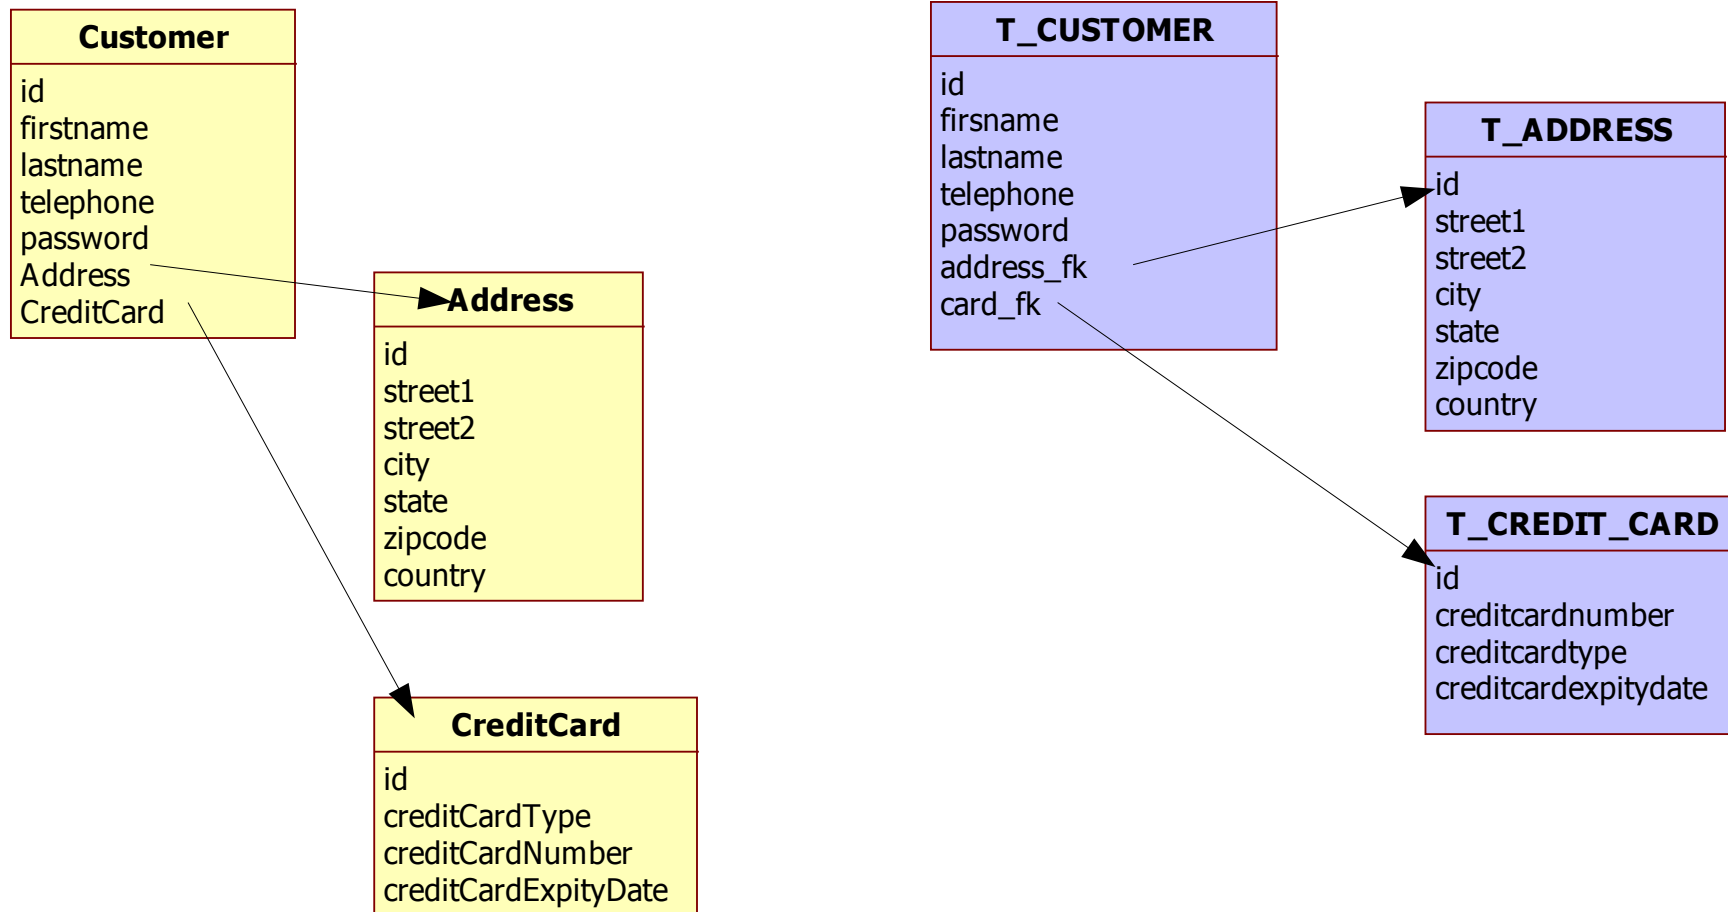 Customer
id
firstname
lastname
telephone
password
Address
CreditCard
Address
id
street1
street2
city
state
zipcode
country
CreditCard
id
creditCardType
creditCardNumber
creditCardExpityDate
T_CUSTOMER
id
firsname
lastname
telephone
password
address_fk
card_fk
T_ADDRESS
id
street1
street2
city
state
zipcode
country
T_CREDIT_CARD
id
creditcardnumber
creditcardtype
creditcardexpitydate